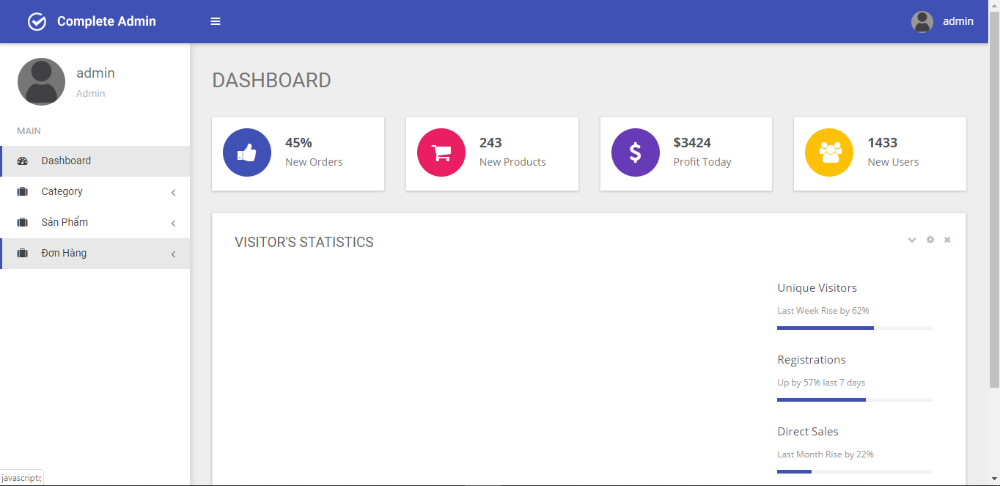 Complete Admin
admin
admin
Admin
MAIN
Dashboard
Category
Sản Phẩm
Đơn Hàng
DASHBOARD
45%
New Orders
243
New Products
$3424
Profit Today
1433
New Users
VISITOR'S STATISTICS
Unique Visitors
Last Week Rise by 62%
Registrations
Up by 57% last 7 days
Direct Sales
Last Month Rise by 22%
javascript:;